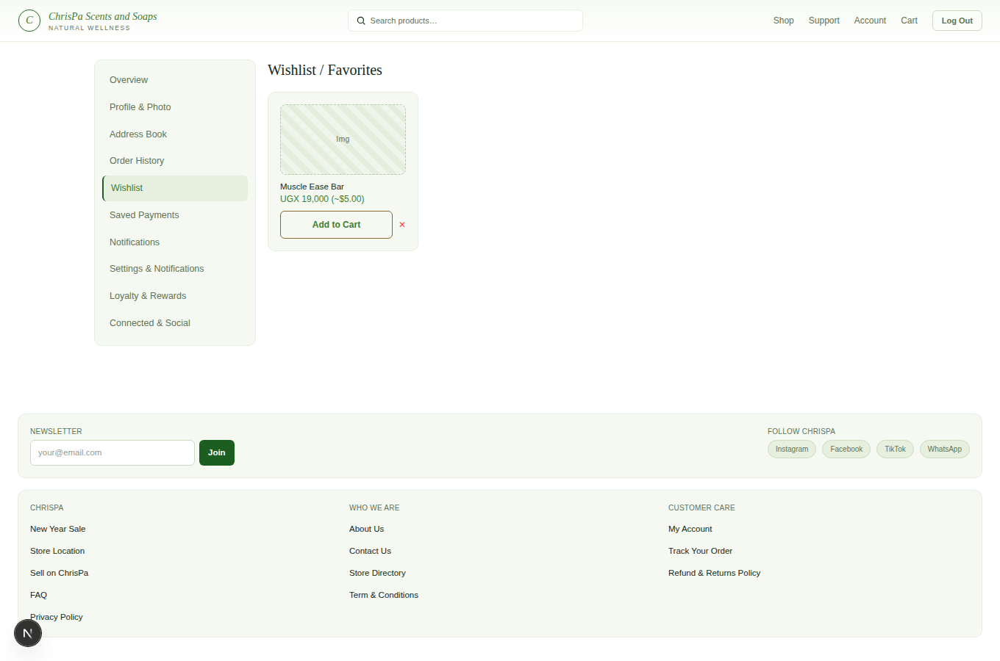 C
ChrisPa Scents and Soaps
NATURAL WELLNESS
Search products…
Shop
Support
Account
Cart
Log Out
Overview
Profile & Photo
Address Book
Order History
Wishlist
Saved Payments
Notifications
Settings & Notifications
Loyalty & Rewards
Connected & Social
Wishlist / Favorites
Img
Muscle Ease Bar
UGX 19,000 (~$5.00)
Add to Cart ×
NEWSLETTER
your@email.com
Join
FOLLOW CHRISPA
Instagram
Facebook
TikTok
WhatsApp
CHRISPA
New Year Sale
Store Location
Sell on ChrisPa
FAQ
Privacy Policy
WHO WE ARE
About Us
Contact Us
Store Directory
Term & Conditions
CUSTOMER CARE
My Account
Track Your Order
Refund & Returns Policy
N